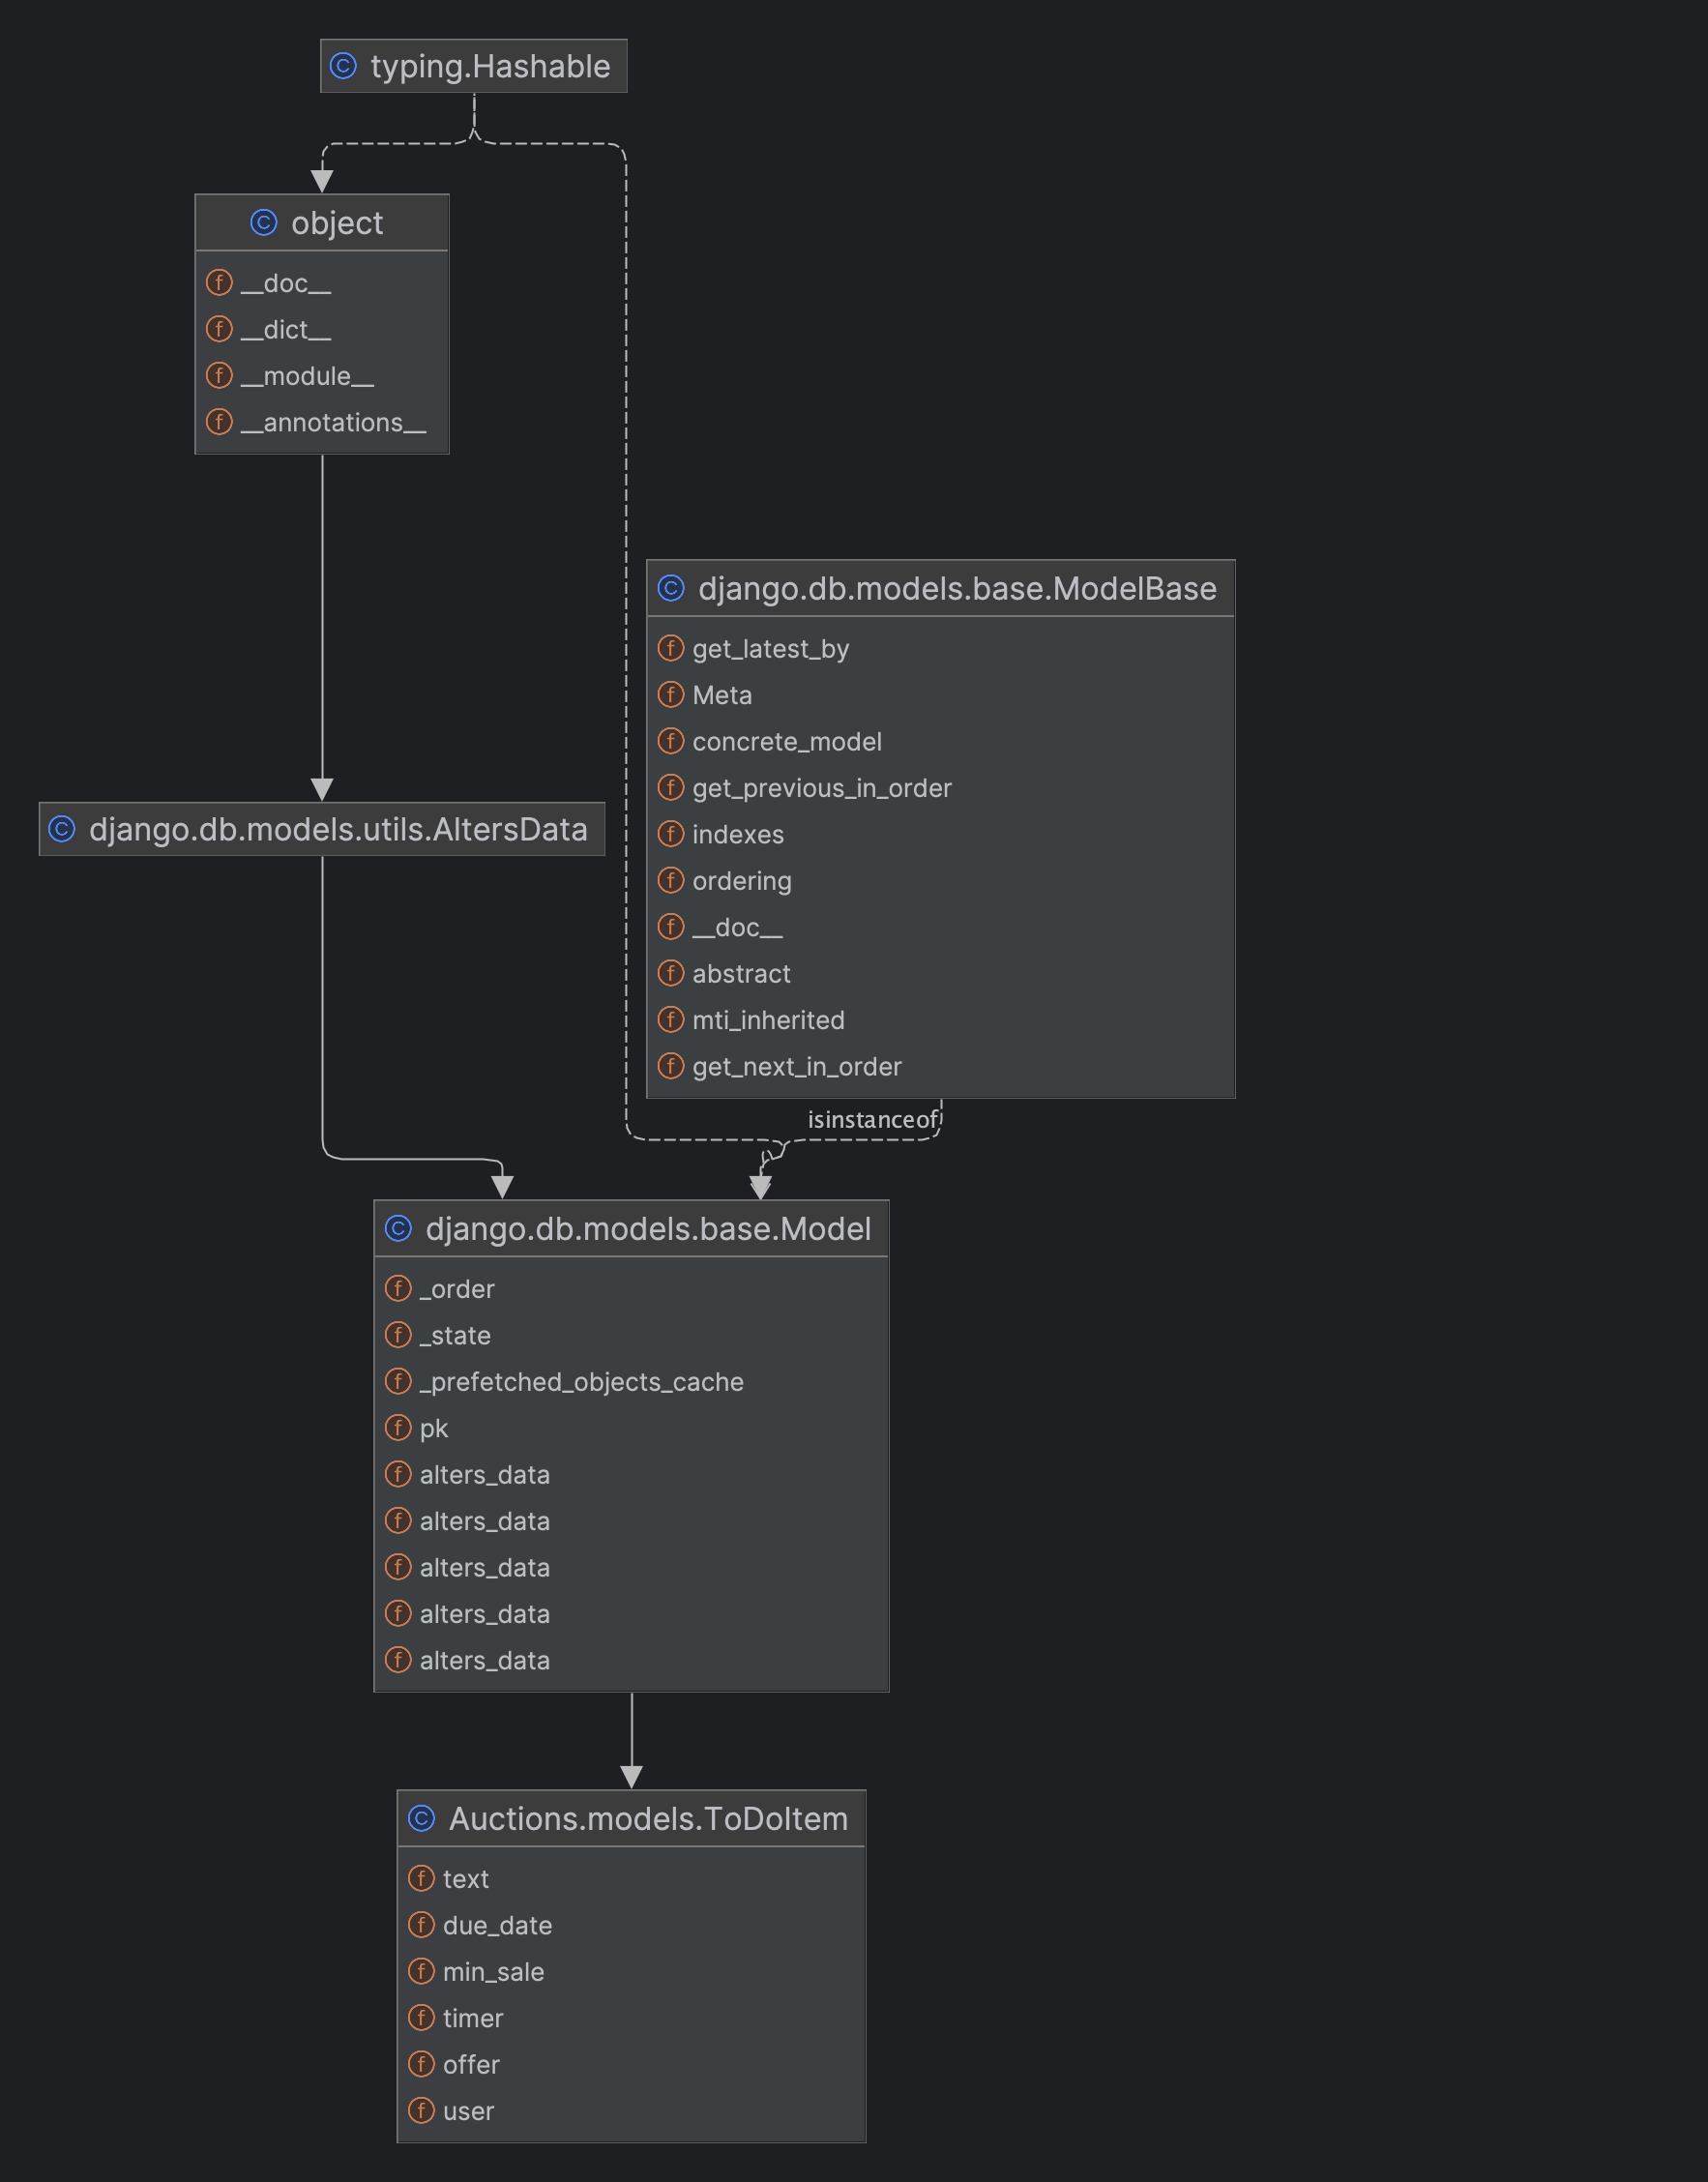 typing.Hashable
object
__doc__
__dict__
__module__
__annotations__
django.db.models.base.ModelBase
get_latest_by
Meta
concrete_model
get_previous_in_order
indexes
ordering
__doc__
abstract
mti_inherited
get_next_in_order
django.db.models.utils.AltersData
isinstanceof
django.db.models.base.Model
_order
_state
_prefetched_objects_cache
pk
alters_data
alters_data
alters_data
alters_data
alters_data
Auctions.models.ToDoItem
text
due_date
min_sale
timer
offer
user